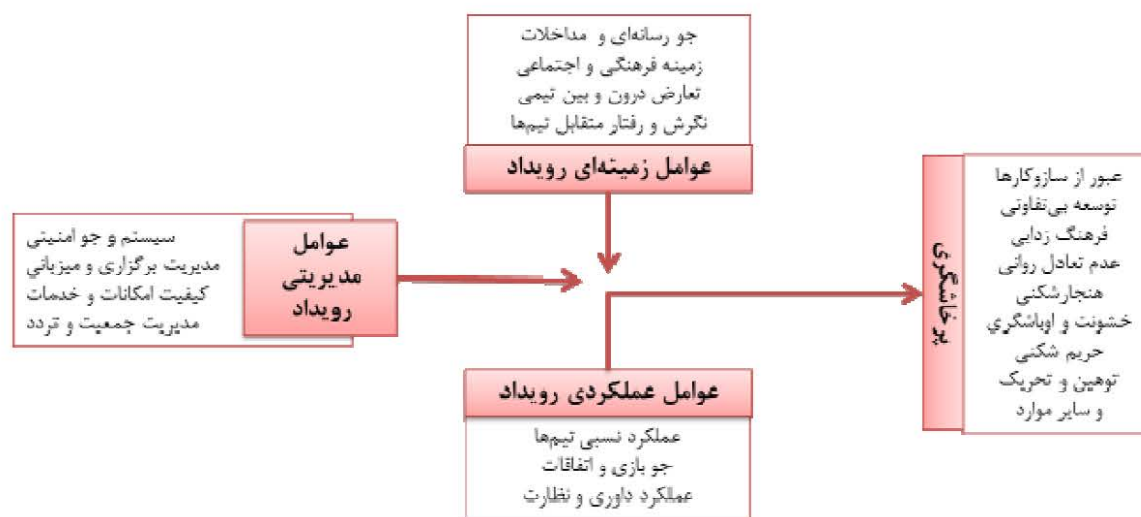 جو رسانه‌ای و مداخلات
زمینه فرهنگی و اجتماعی
تعارض درون و بین تیمی
نگرش و رفتار متقابل تیم‌ها
عوامل زمینه‌ای رویداد
عوامل
مدیریتی
رویداد
سیستم و جو امنیتی
مدیریت برگزاری و میزبانی
کیفیت امکانات و خدمات
مدیریت جمعیت و تردد
عوامل عملکردی رویداد
عملکرد نسبی تیم‌ها
جو بازی و اتفاقات
عملکرد داوری و نظارت
پرخاشگری
عبور از سازوکارها
توسعه بی‌تفاوتی
فرهنگ زدایی
عدم تعادل روانی
هنجارشکنی
خشونت و اوباشگری
حریم شکنی
توهین و تحریک
و سایر موارد